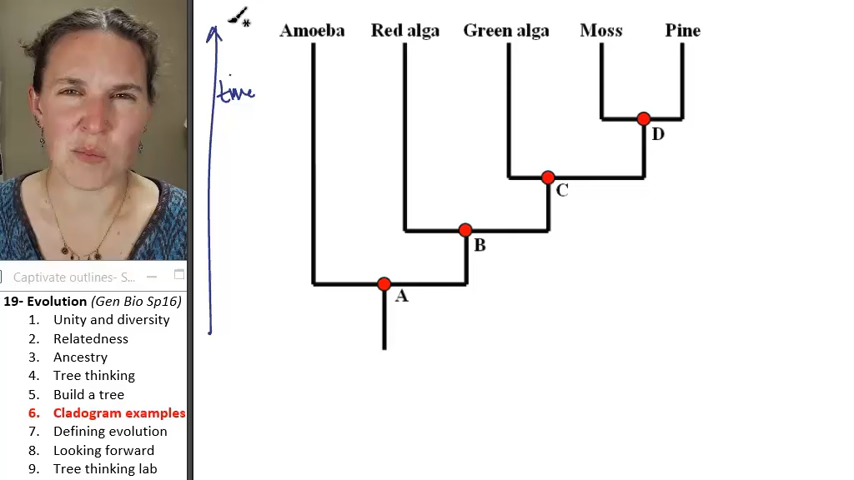 Amoeba Red alga Green alga Moss Pine
time
D
C
B
A
Captivate outlines- S...
19- Evolution (Gen Bio Sp16)
1. Unity and diversity
2. Relatedness
3. Ancestry
4. Tree thinking
5. Build a tree
6. Cladogram examples
7. Defining evolution
8. Looking forward
9. Tree thinking lab